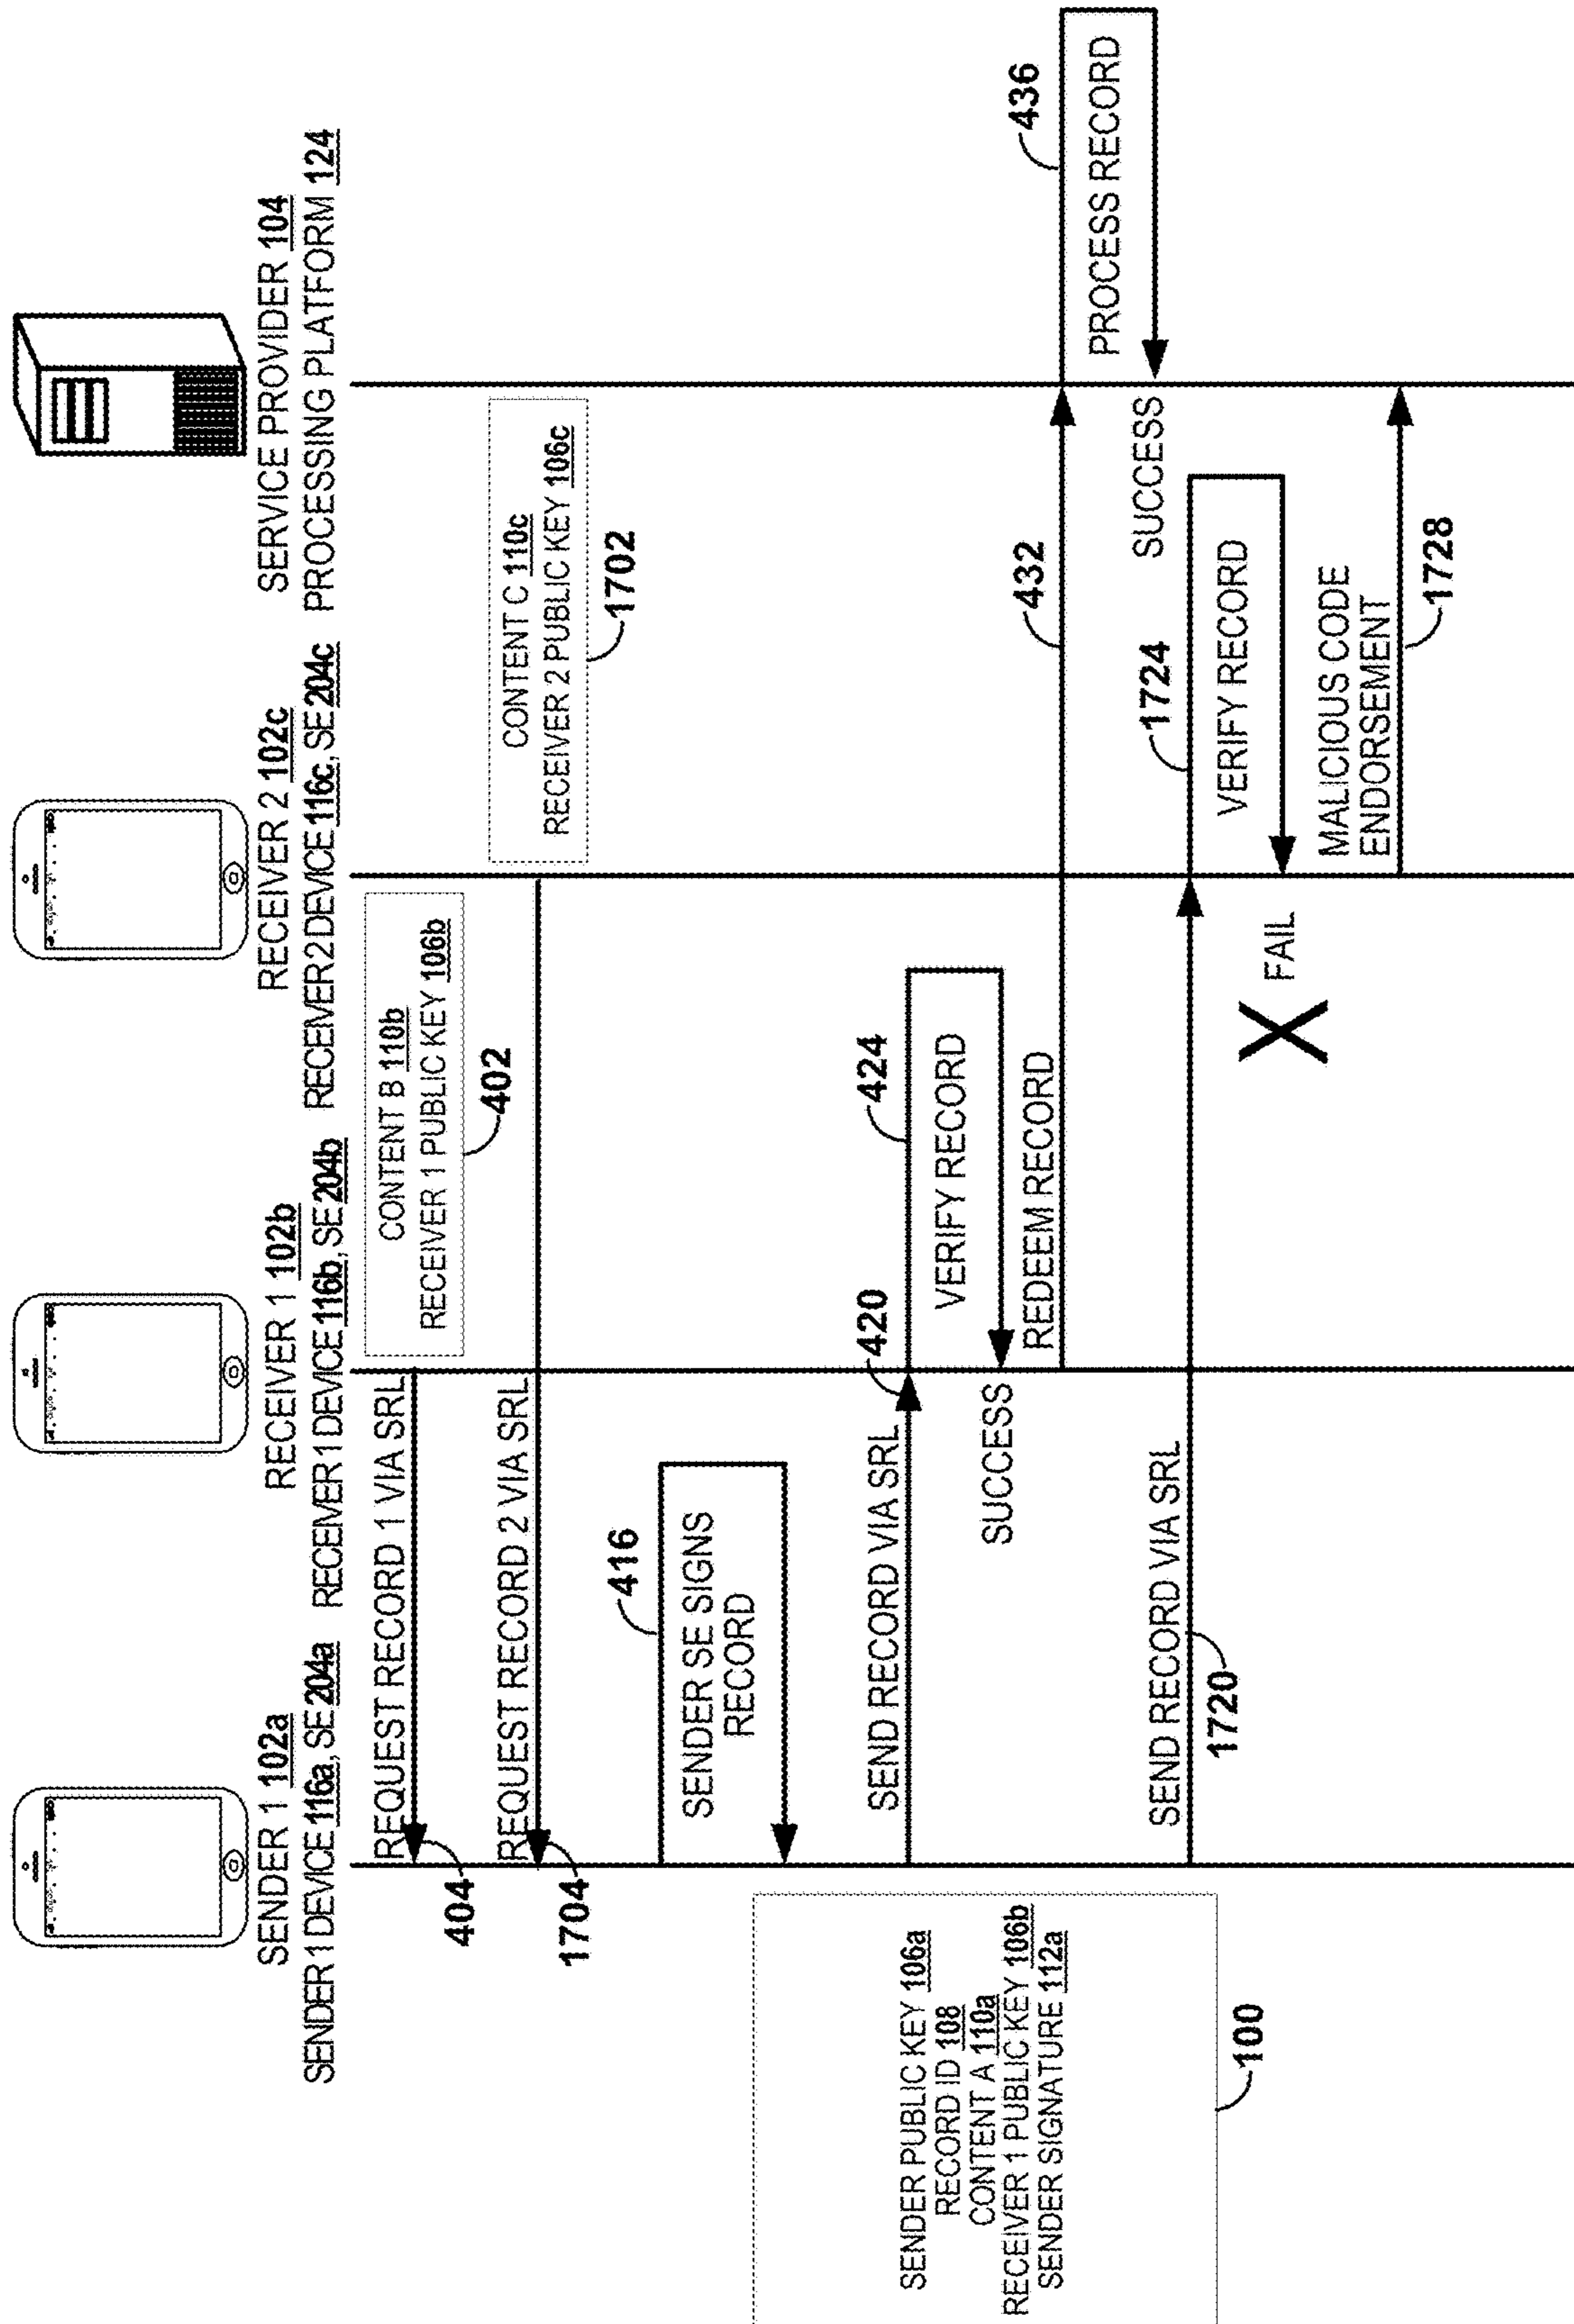 SENDER 1 102a
SENDER 1 DEVICE 116a, SE 204a
RECEIVER 1 102b
RECEIVER 1 DEVICE 116b, SE 204b
RECEIVER 2 102c
RECEIVER 2 DEVICE 116c, SE 204c
SERVICE PROVIDER 104
PROCESSING PLATFORM 124
REQUEST RECORD 1 VIA SRL
404
CONTENT B 110b
RECEIVER 1 PUBLIC KEY 106b
402
REQUEST RECORD 2 VIA SRL
1704
CONTENT C 110c
RECEIVER 2 PUBLIC KEY 106c
1702
416
SENDER SE SIGNS
RECORD
SENDER PUBLIC KEY 106a
RECORD ID 108
CONTENT A 110a
RECEIVER 1 PUBLIC KEY 106b
SENDER SIGNATURE 112a
100
SEND RECORD VIA SRL
420
424
VERIFY RECORD
SUCCESS
REDEEM RECORD
432
436
PROCESS RECORD
SUCCESS
SEND RECORD VIA SRL
1720
1724
VERIFY RECORD
X FAIL
MALICIOUS CODE
ENDORSEMENT
1728